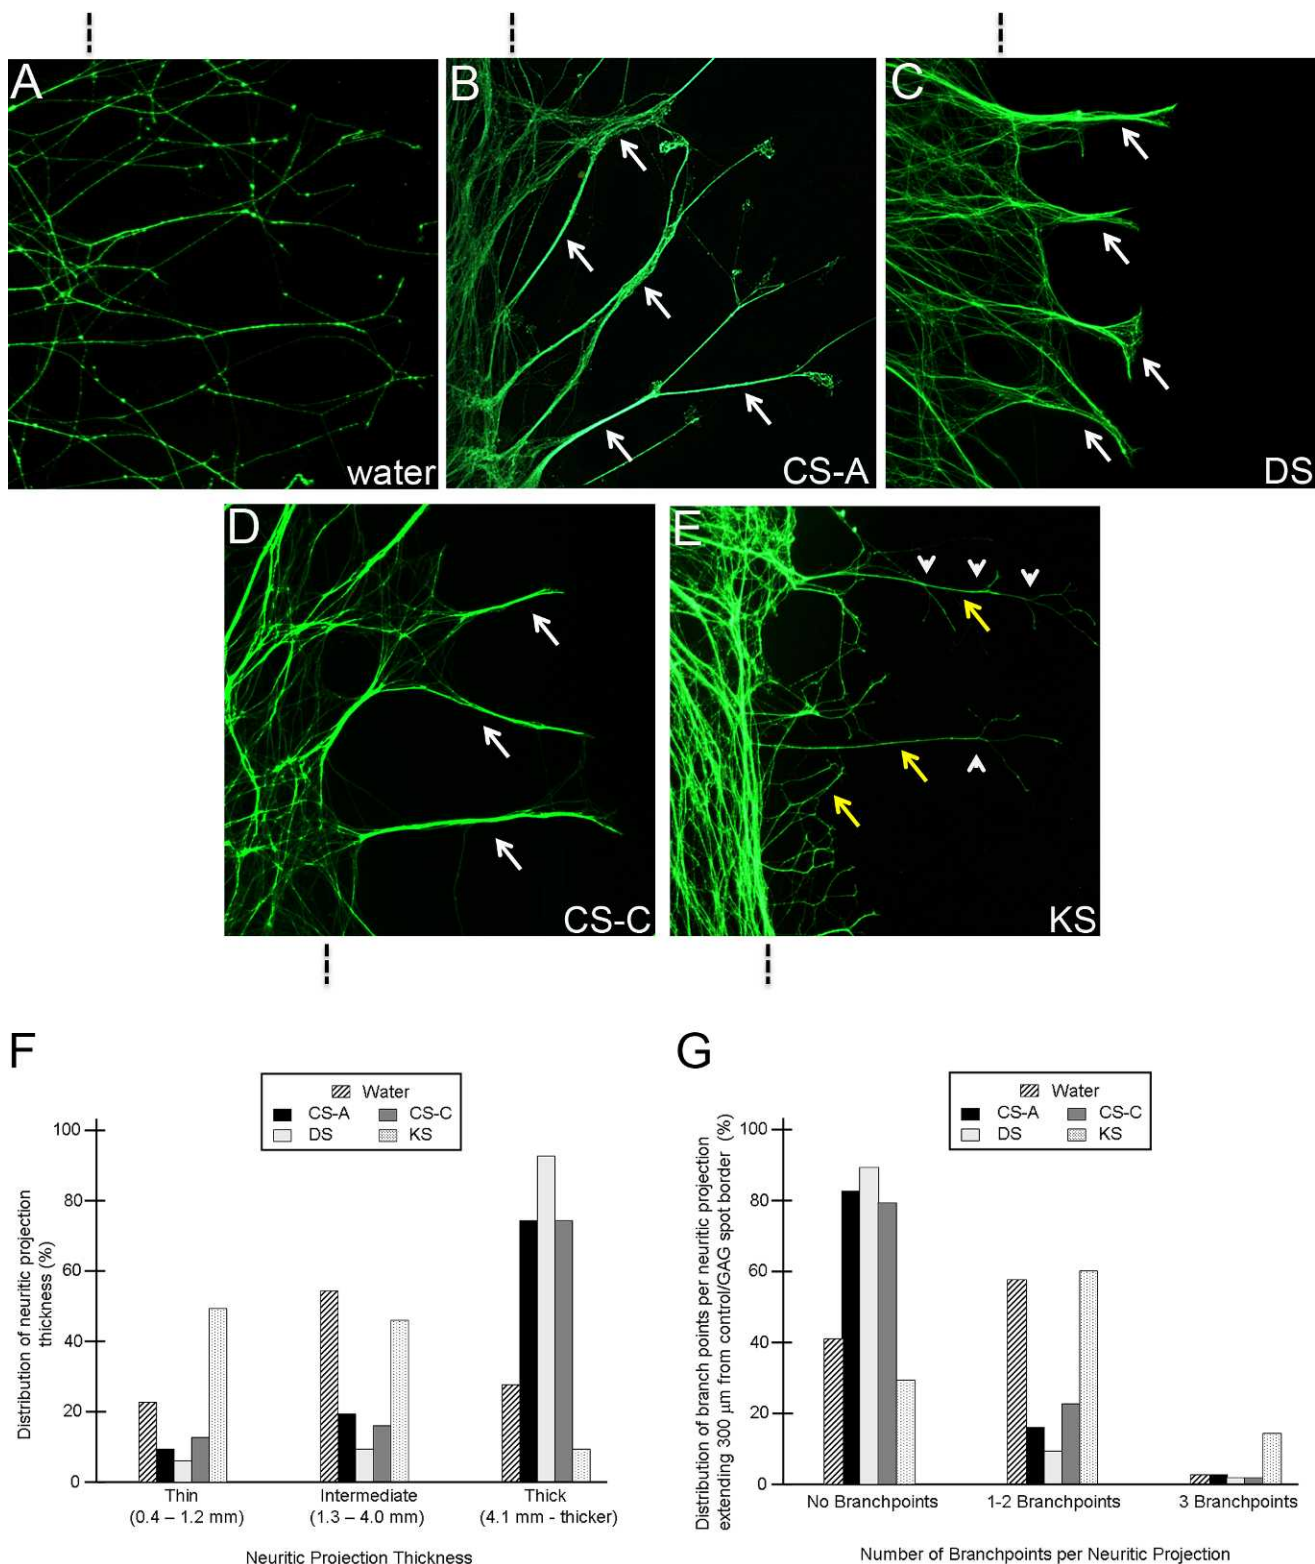 A
B
C
water
CS-A
DS
D
E
CS-C
KS
F
Water
CS-A
CS-C
DS
KS
Distribution of neuritic projection
thickness (%)
100
80
60
40
20
0
Thin
Intermediate
Thick
(0.4 – 1.2 mm)
(1.3 – 4.0 mm)
(4.1 mm - thicker)
Neuritic Projection Thickness
G
Water
CS-A
CS-C
DS
KS
Distribution of branch points per neuritic projection
extending 300 µm from control/GAG spot border (%)
100
80
60
40
20
0
No Branchpoints
1-2 Branchpoints
3 Branchpoints
Number of Branchpoints per Neuritic Projection